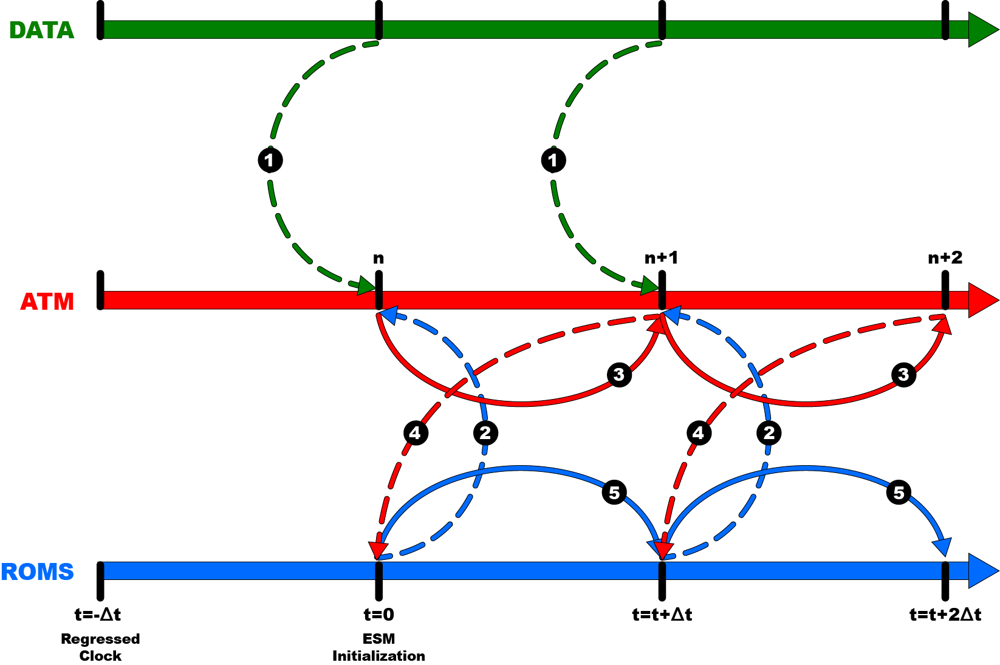 DATA
1
1
n
n+1
n+2
ATM
3
3
4
2
4
2
5
5
ROMS
t=-Δt
t=0
t=t+Δt
t=t+2Δt
Regressed
Clock
ESM
Initialization